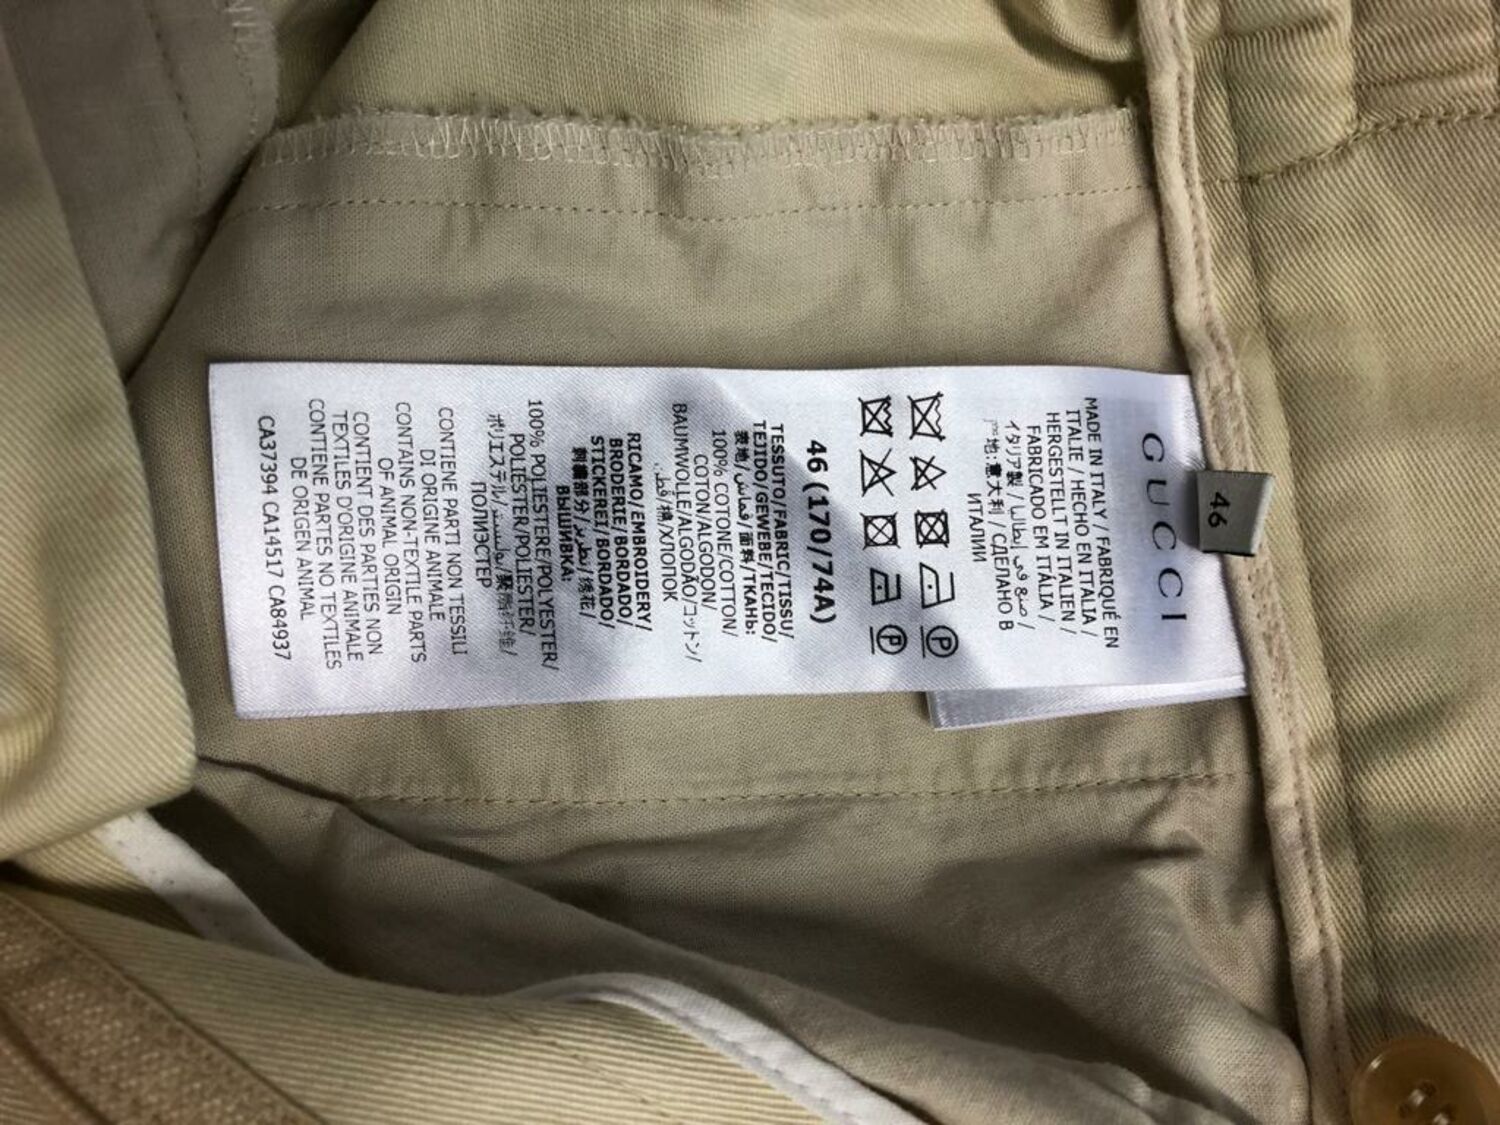 GUCCI
46
MADE IN ITALY / FABRIQUÉ EN
ITALIE / HECHO EN ITALIA /
HERGESTELLT IN ITALIEN /
FABRICADO EM ITÁLIA /
イタリア製 / صنع في إيطاليا /
产地:意大利 / СДЕЛАНО В
ИТАЛИИ
P
P
46 (170/74A)
TESSUTO/FABRIC/TISSU/
TEJIDO/GEWEBE/TECIDO/
表地/قماش/面料/ТКАНЬ:
100% COTONE/COTTON/
COTON/ALGODON/
BAUMWOLLE/ALGODÃO/コットン/
قطن/棉/ХЛОПОК
RICAMO/EMBROIDERY/
BRODERIE/BORDADO/
STICKEREI/BORDADO/
刺繍部分/تطريز/绣花/
ВЫШИВКА:
100% POLIESTERE/POLYESTER/
POLIESTER/POLYESTER/
ポリエステル/بوليستر/聚酯纤维/
ПОЛИЭСТЕР
CONTIENE PARTI NON TESSILI
DI ORIGINE ANIMALE
CONTAINS NON-TEXTILE PARTS
OF ANIMAL ORIGIN
CONTIENT DES PARTIES NON
TEXTILES D'ORIGINE ANIMALE
CONTIENE PARTES NO TEXTILES
DE ORIGEN ANIMAL
CA37394 CA14517 CA84937